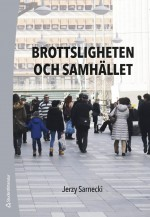 BROTTSLIGHETEN
OCH SAMHÄLLET
Jerzy Sarnecki